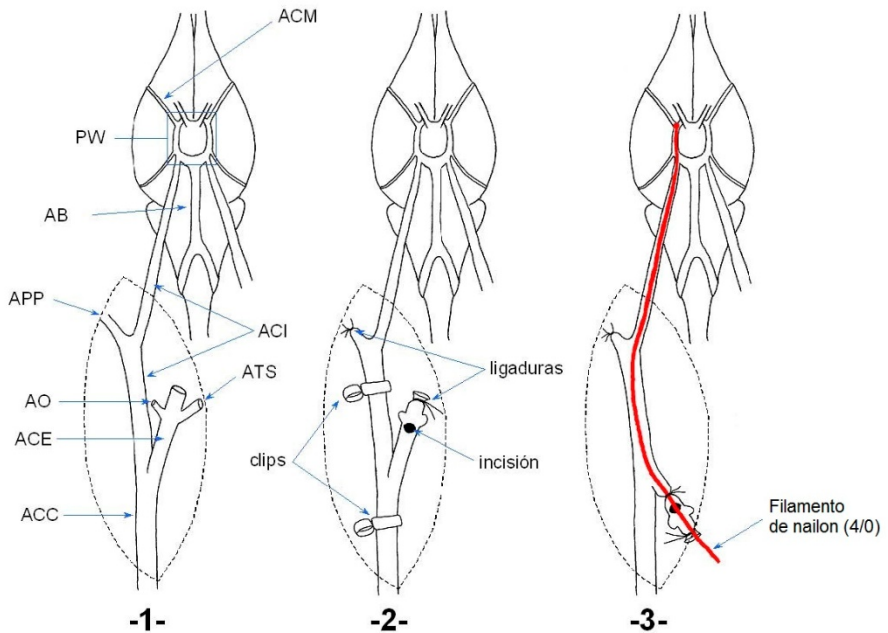 ACM
PW
AB
APP
ACI
ATS
AO
ACE
ACC
ligaduras
clips
incisión
Filamento
de nailon (4/0)
-1-
-2-
-3-